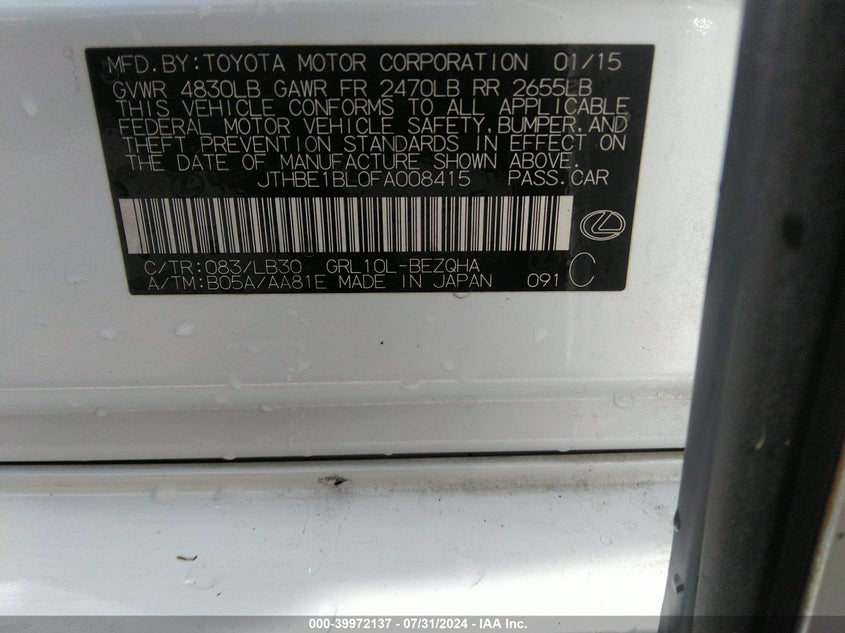 MFD. BY: TOYOTA MOTOR CORPORATION 01/15
GVWR 4830LB GAWR FR 2470LB RR 2655LB
THIS VEHICLE CONFORMS TO ALL APPLICABLE
FEDERAL MOTOR VEHICLE SAFETY, BUMPER, AND
THEFT PREVENTION STANDARDS IN EFFECT ON
THE DATE OF MANUFACTURE SHOWN ABOVE.
JTHBE1BL0FA008415 PASS. CAR
C/TR: 083/LB30 GRL10L-BEZQHA
A/TM: B05A/AA81E MADE IN JAPAN 091 C
000-39972137 - 07/31/2024 - IAA Inc.